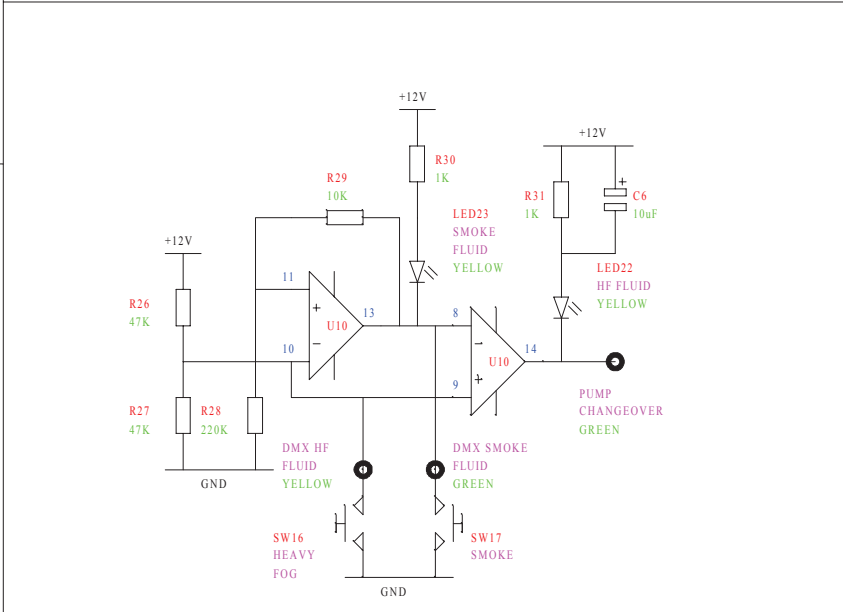 +12V
+12V
R30
1K
R29
10K
R31
1K
C6
10uF
+
LED23
SMOKE
FLUID
YELLOW
+12V
LED22
HF FLUID
YELLOW
11
R26
47K
+
U10
13
8
10
−
−
U10
14
9
+
R27
47K
R28
220K
PUMP
CHANGEOVER
GREEN
DMX HF
FLUID
YELLOW
DMX SMOKE
FLUID
GREEN
GND
SW16
HEAVY
FOG
SW17
SMOKE
GND